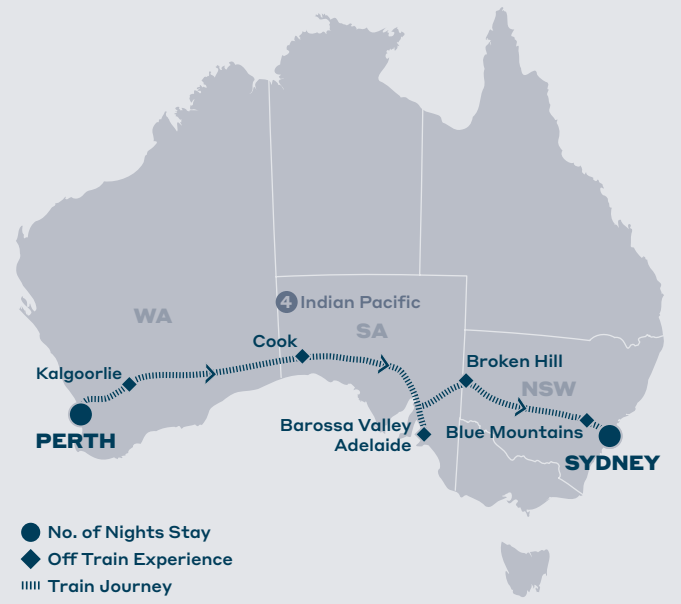 4 Indian Pacific
WA
SA
Cook
Kalgoorlie
Broken Hill
NSW
PERTH
Barossa Valley
Adelaide
Blue Mountains
SYDNEY
No. of Nights Stay
Off Train Experience
Train Journey